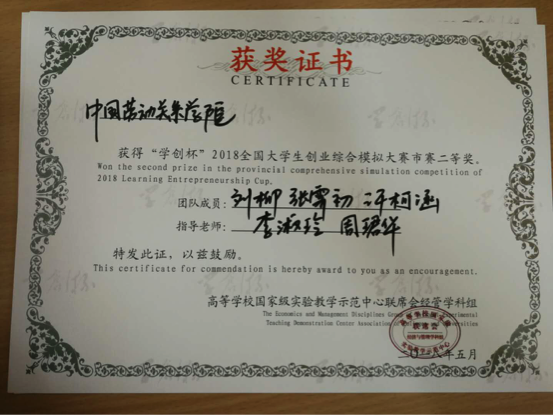 获奖证书
CERTIFICATE
中国劳动关系学院
获得“学创杯”2018全国大学生创业综合模拟大赛市赛二等奖。
Won the second prize in the provincial comprehensive simulation competition of
2018 Learning Entrepreneurship Cup.
团队成员：刘柳 张雪初 许柯涵
指导老师：李淑玲 周珺华
特发此证，以兹鼓励。
This certificate for commendation is hereby award to you as an encouragement.
高等学校国家级实验教学示范中心联席会经管学科组
The Economics and Management Disciplines Group
Teaching Demonstration Center Association
二〇一八年五月